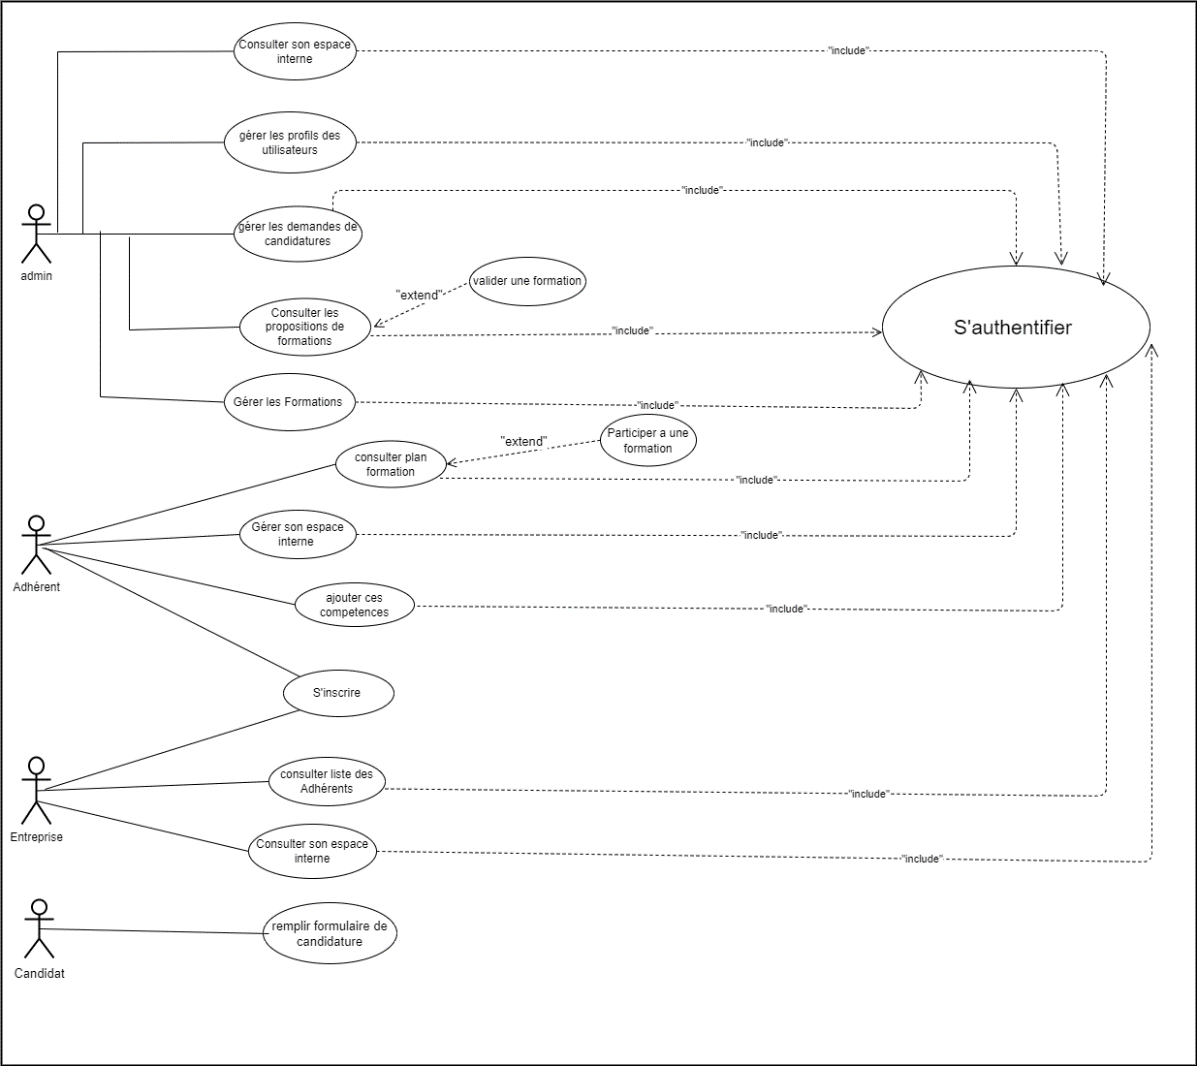 Consulter son espace
interne
"include"
gérer les profils des
utilisateurs
"include"
"include"
gérer les demandes de
candidatures
admin
valider une formation
"extend"
Consulter les
propositions de
formations
"include"
S'authentifier
Gérer les Formations
"include"
Participer a une
formation
"extend"
consulter plan
formation
"include"
Gérer son espace
interne
"include"
Adhérent
ajouter ces
competences
"include"
S'inscrire
consulter liste des
Adhérents
"include"
Entreprise
Consulter son espace
interne
"include"
remplir formulaire de
candidature
Candidat